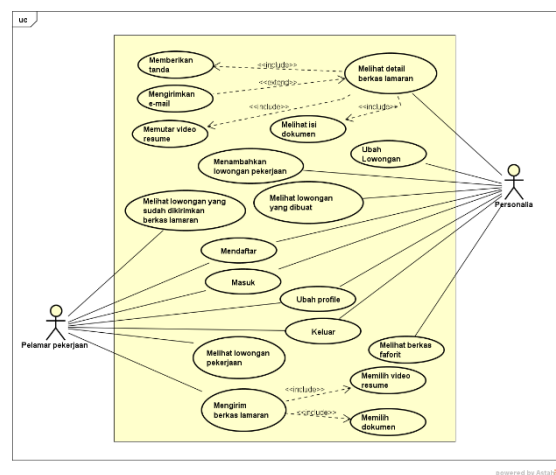 uc
Memberikan
tanda
<<include>>
Melihat detail
berkas lamaran
<<extend>>
Mengirimkan
e-mail
<<include>>
<<include>>
Memutar video
resume
Melihat isi
dokumen
Ubah
Lowongan
Menambahkan
lowongan pekerjaan
Personalia
Melihat lowongan yang
sudah dikirimkan
berkas lamaran
Melihat lowongan
yang dibuat
Mendaftar
Masuk
Ubah profile
Keluar
Pelamar pekerjaan
Melihat lowongan
pekerjaan
Melihat berkas
faforit
Memilih video
resume
<<include>>
Mengirim
berkas lamaran
<<include>>
Memilih
dokumen
powered by Astah